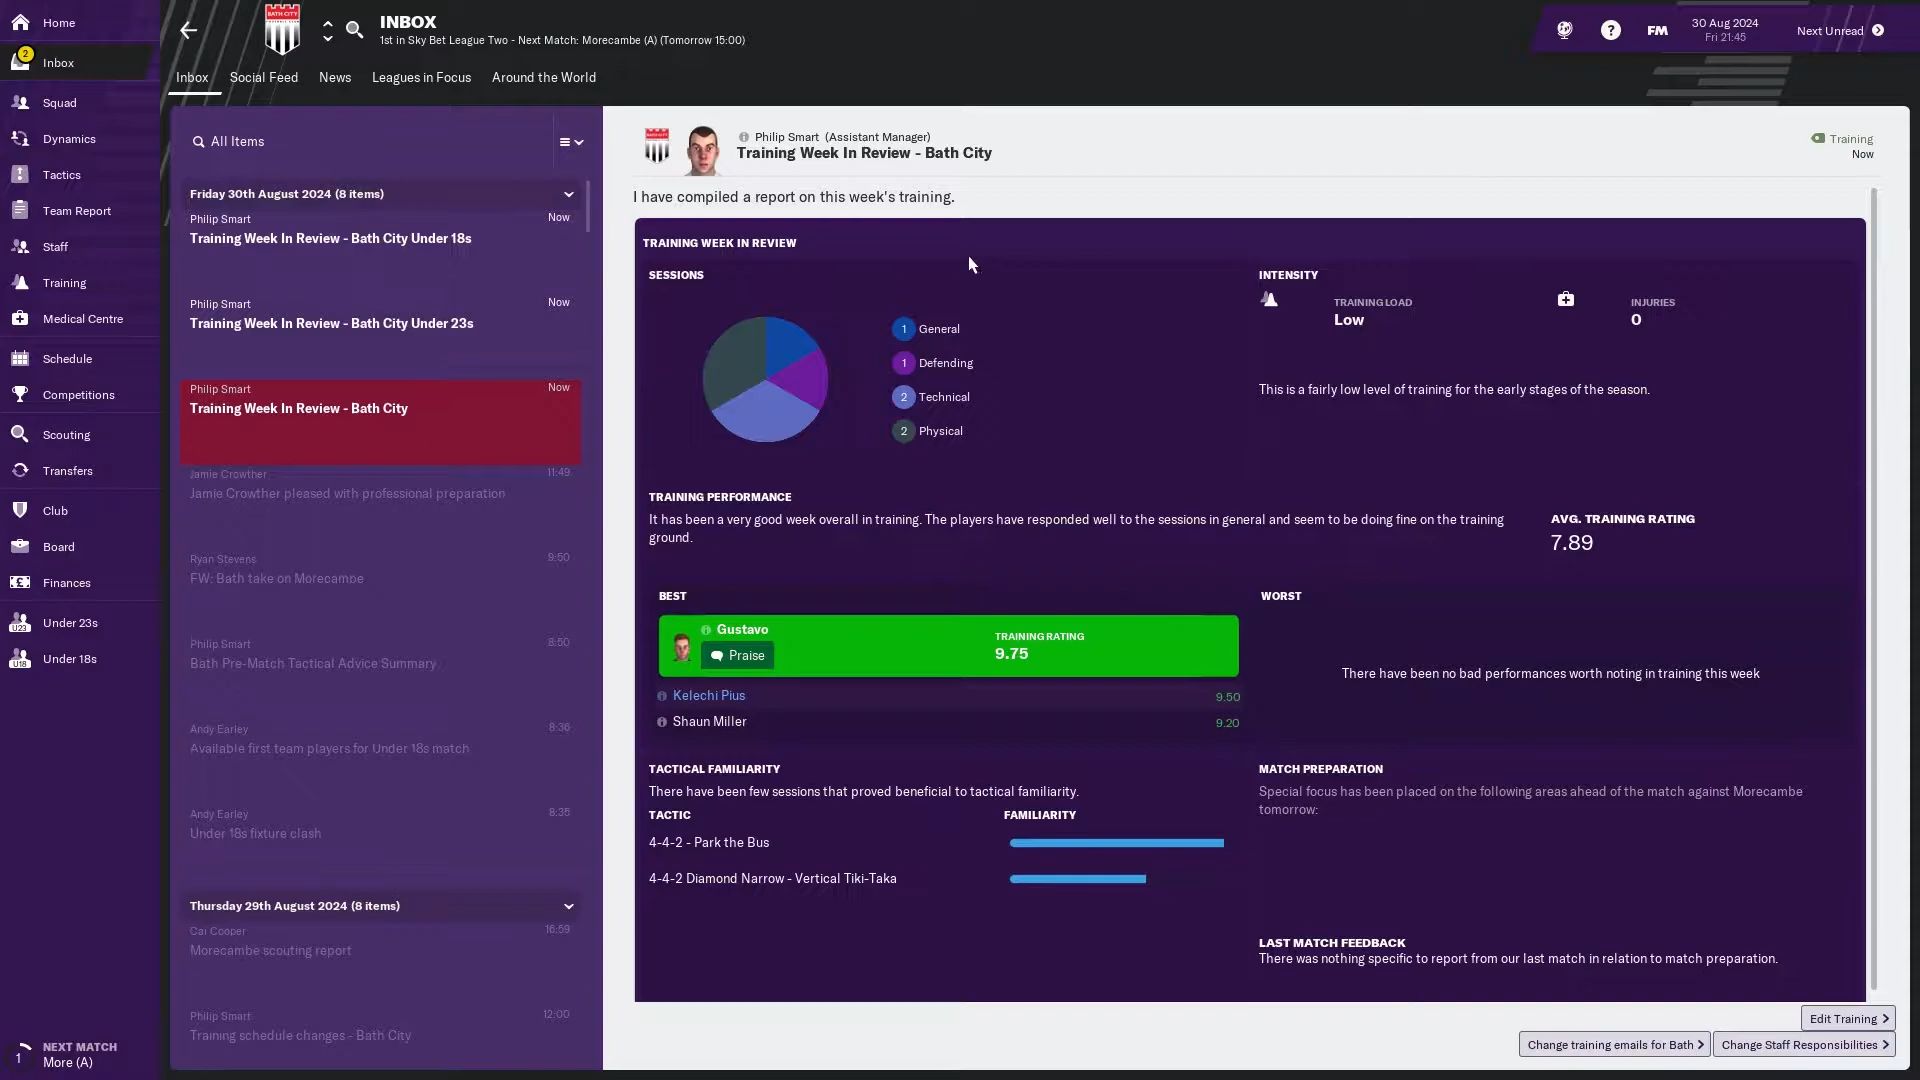 Home
2
Inbox
Squad
Dynamics
Tactics
Team Report
Staff
Training
Medical Centre
Schedule
Competitions
Scouting
Transfers
Club
Board
Finances
U23
Under 23s
U18
Under 18s
1
NEXT MATCH
More (A)
BATH CITY
INBOX
1st in Sky Bet League Two - Next Match: Morecambe (A) (Tomorrow 15:00)
?
FM
30 Aug 2024
Fri 21:45
Next Unread
Inbox
Social Feed
News
Leagues in Focus
Around the World
All Items
Friday 30th August 2024 (8 items)
Philip Smart
Now
Training Week In Review - Bath City Under 18s
Philip Smart
Now
Training Week In Review - Bath City Under 23s
Philip Smart
Now
Training Week In Review - Bath City
Jamie Crowther
11:49
Jamie Crowther pleased with professional preparation
Ryan Stevens
9:50
FW: Bath take on Morecambe
Philip Smart
8:50
Bath Pre-Match Tactical Advice Summary
Andy Earley
8:36
Available first team players for Under 18s match
Andy Earley
8:35
Under 18s fixture clash
Thursday 29th August 2024 (8 items)
Cai Cooper
16:59
Morecambe scouting report
Philip Smart
12:00
Training schedule changes - Bath City
BATH CITY
Philip Smart (Assistant Manager)
Training Week In Review - Bath City
Training
Now
I have compiled a report on this week's training.
TRAINING WEEK IN REVIEW
SESSIONS
1 General
1 Defending
2 Technical
2 Physical
INTENSITY
TRAINING LOAD
Low
INJURIES
0
This is a fairly low level of training for the early stages of the season.
TRAINING PERFORMANCE
It has been a very good week overall in training. The players have responded well to the sessions in general and seem to be doing fine on the training
ground.
AVG. TRAINING RATING
7.89
BEST
Gustavo
Praise
TRAINING RATING
9.75
Kelechi Pius
9.50
Shaun Miller
9.20
WORST
There have been no bad performances worth noting in training this week
TACTICAL FAMILIARITY
There have been few sessions that proved beneficial to tactical familiarity.
TACTIC
FAMILIARITY
4-4-2 - Park the Bus
4-4-2 Diamond Narrow - Vertical Tiki-Taka
MATCH PREPARATION
Special focus has been placed on the following areas ahead of the match against Morecambe
tomorrow:
LAST MATCH FEEDBACK
There was nothing specific to report from our last match in relation to match preparation.
Edit Training
Change training emails for Bath
Change Staff Responsibilities